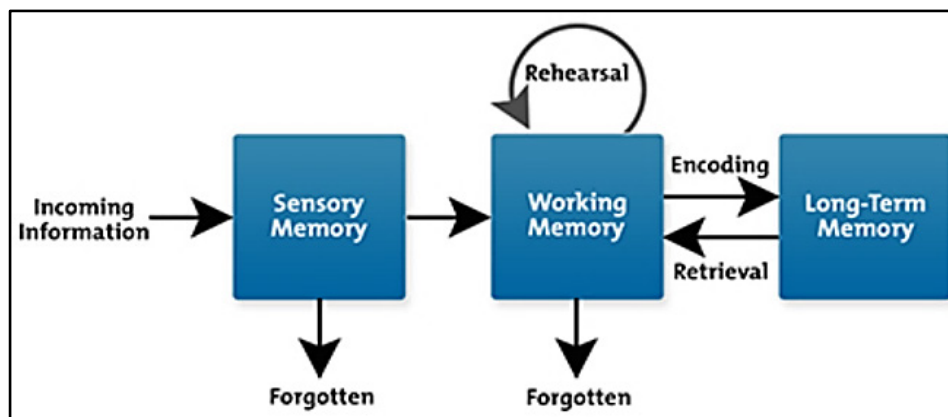 Rehearsal
Incoming
Information
Sensory
Memory
Working
Memory
Encoding
Retrieval
Long-Term
Memory
Forgotten
Forgotten